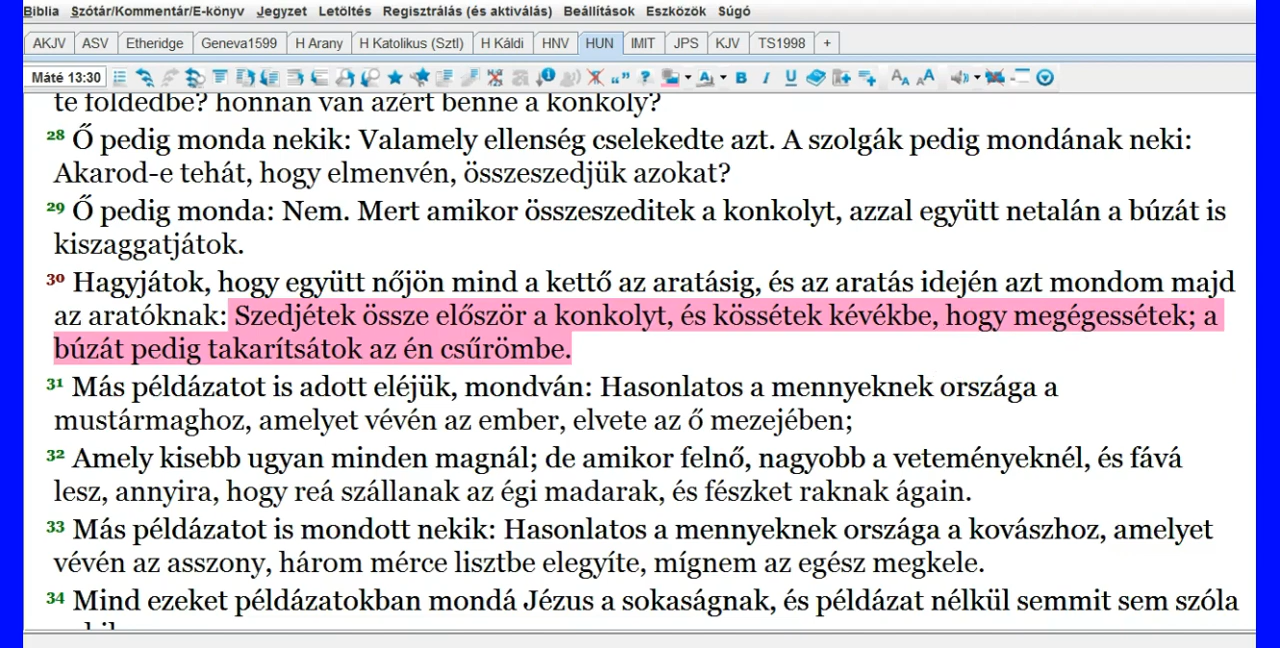 Biblia Szótár/Kommentár/E-könyv Jegyzet Letöltés Regisztrálás (és aktiválás) Beállítások Eszközök Súgó
AKJV ASV Etheridge Geneva1599 H Arany H Katolikus (Sztl) H Káldi HNV HUN IMIT JPS KJV TS1998 +
Máté 13:30
te földedbe? honnan van azért benne a konkoly?
28 Ő pedig monda nekik: Valamely ellenség cselekedte azt. A szolgák pedig mondának neki:
Akarod-e tehát, hogy elmenvén, összeszedjük azokat?
29 Ő pedig monda: Nem. Mert amikor összeszeditek a konkolyt, azzal együtt netalán a búzát is
kiszaggatjátok.
30 Hagyjátok, hogy együtt nőjön mind a kettő az aratásig, és az aratás idején azt mondom majd
az aratóknak: Szedjétek össze először a konkolyt, és kössétek kévékbe, hogy megégessétek; a
búzát pedig takarítsátok az én csűrömbe.
31 Más példázatot is adott eléjük, mondván: Hasonlatos a mennyeknek országa a
mustármaghoz, amelyet vévén az ember, elvete az ő mezejében;
32 Amely kisebb ugyan minden magnál; de amikor felnő, nagyobb a veteményeknél, és fává
lesz, annyira, hogy reá szállanak az égi madarak, és fészket raknak ágain.
33 Más példázatot is mondott nekik: Hasonlatos a mennyeknek országa a kovászhoz, amelyet
vévén az asszony, három mérce lisztbe elegyíte, mígnem az egész megkele.
34 Mind ezeket példázatokban mondá Jézus a sokaságnak, és példázat nélkül semmit sem szóla